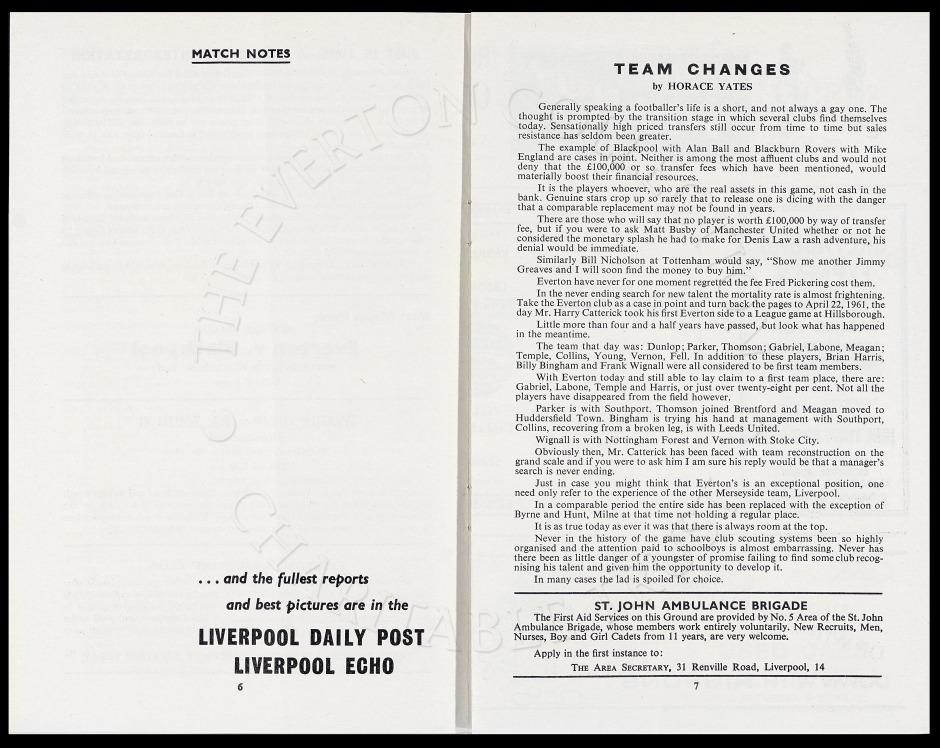 MATCH NOTES
... and the fullest reports
and best pictures are in the
LIVERPOOL DAILY POST
LIVERPOOL ECHO
6
TEAM CHANGES
by HORACE YATES
Generally speaking a footballer's life is a short, and not always a gay one. The
thought is prompted by the transition stage in which several clubs find themselves
today. Sensationally high priced transfers still occur from time to time but sales
resistance has seldom been greater.
The example of Blackpool with Alan Ball and Blackburn Rovers with Mike
England are cases in point. Neither is among the most affluent clubs and would not
deny that the £100,000 or so transfer fees which have been mentioned, would
materially boost their financial resources.
It is the players whoever, who are the real assets in this game, not cash in the
bank. Genuine stars crop up so rarely that to release one is dicing with the danger
that a comparable replacement may not be found in years.
There are those who will say that no player is worth £100,000 by way of transfer
fee, but if you were to ask Matt Busby of Manchester United whether or not he
considered the monetary splash he had to make for Denis Law a rash adventure, his
denial would be immediate.
Similarly Bill Nicholson at Tottenham would say, "Show me another Jimmy
Greaves and I will soon find the money to buy him."
Everton have never for one moment regretted the fee Fred Pickering cost them.
In the never ending search for new talent the mortality rate is almost frightening.
Take the Everton club as a case in point and turn back the pages to April 22, 1961, the
day Mr. Harry Catterick took his first Everton side to a League game at Hillsborough.
Little more than four and a half years have passed, but look what has happened
in the meantime.
The team that day was: Dunlop; Parker, Thomson; Gabriel, Labone, Meagan;
Temple, Collins, Young, Vernon, Fell. In addition to these players, Brian Harris,
Billy Bingham and Frank Wignall were all considered to be first team members.
With Everton today and still able to lay claim to a first team place, there are:
Gabriel, Labone, Temple and Harris, or just over twenty-eight per cent. Not all the
players have disappeared from the field however.
Parker is with Southport, Thomson joined Brentford and Meagan moved to
Huddersfield Town. Bingham is trying his hand at management with Southport,
Collins, recovering from a broken leg, is with Leeds United.
Wignall is with Nottingham Forest and Vernon with Stoke City.
Obviously then, Mr. Catterick has been faced with team reconstruction on the
grand scale and if you were to ask him I am sure his reply would be that a manager's
search is never ending.
Just in case you might think that Everton's is an exceptional position, one
need only refer to the experience of the other Merseyside team, Liverpool.
In a comparable period the entire side has been replaced with the exception of
Byrne and Hunt, Milne at that time not holding a regular place.
It is as true today as ever it was that there is always room at the top.
Never in the history of the game have club scouting systems been so highly
organised and the attention paid to schoolboys is almost embarrassing. Never has
there been as little danger of a youngster of promise failing to find some club recog-
nising his talent and given him the opportunity to develop it.
In many cases the lad is spoiled for choice.
ST. JOHN AMBULANCE BRIGADE
The First Aid Services on this Ground are provided by No. 5 Area of the St. John
Ambulance Brigade, whose members work entirely voluntarily. New Recruits, Men,
Nurses, Boy and Girl Cadets from 11 years, are very welcome.
Apply in the first instance to:
THE AREA SECRETARY, 31 Renville Road, Liverpool, 14
7